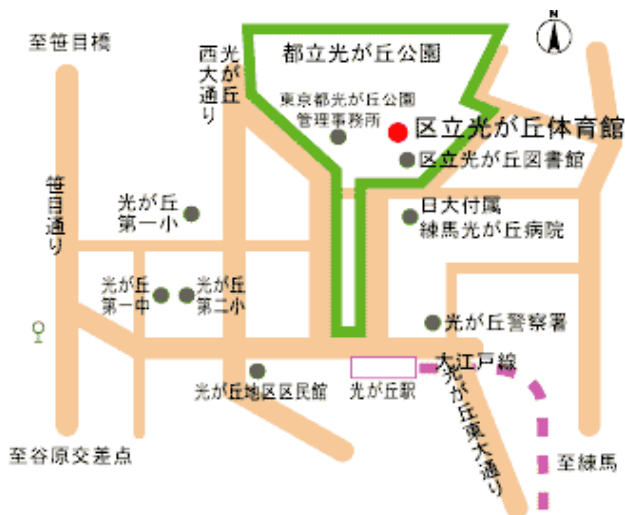 至笹目橋
光が丘
西大通り
都立光が丘公園
N
東京都光が丘公園
管理事務所
区立光が丘体育館
区立光が丘図書館
笹目通り
光が丘
第一小
日大付属
練馬光が丘病院
光が丘
第一中
光が丘
第二小
光が丘警察署
大江戸線
光が丘地区区民館
光が丘駅
光が丘東大通り
至谷原交差点
至練馬